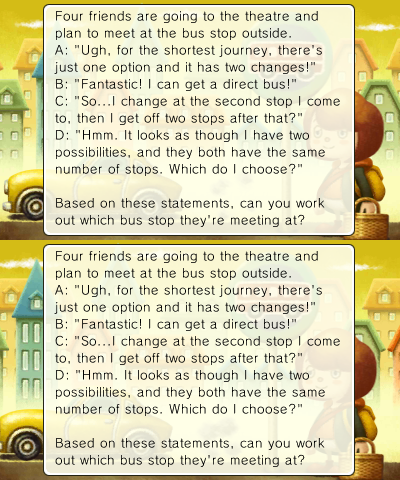 Four friends are going to the theatre and
plan to meet at the bus stop outside.
A: "Ugh, for the shortest journey, there's
just one option and it has two changes!"
B: "Fantastic! I can get a direct bus!"
C: "So...I change at the second stop I come
to, then I get off two stops after that?"
D: "Hmm. It looks as though I have two
possibilities, and they both have the same
number of stops. Which do I choose?"
Based on these statements, can you work
out which bus stop they're meeting at?
Four friends are going to the theatre and
plan to meet at the bus stop outside.
A: "Ugh, for the shortest journey, there's
just one option and it has two changes!"
B: "Fantastic! I can get a direct bus!"
C: "So...I change at the second stop I come
to, then I get off two stops after that?"
D: "Hmm. It looks as though I have two
possibilities, and they both have the same
number of stops. Which do I choose?"
Based on these statements, can you work
out which bus stop they're meeting at?